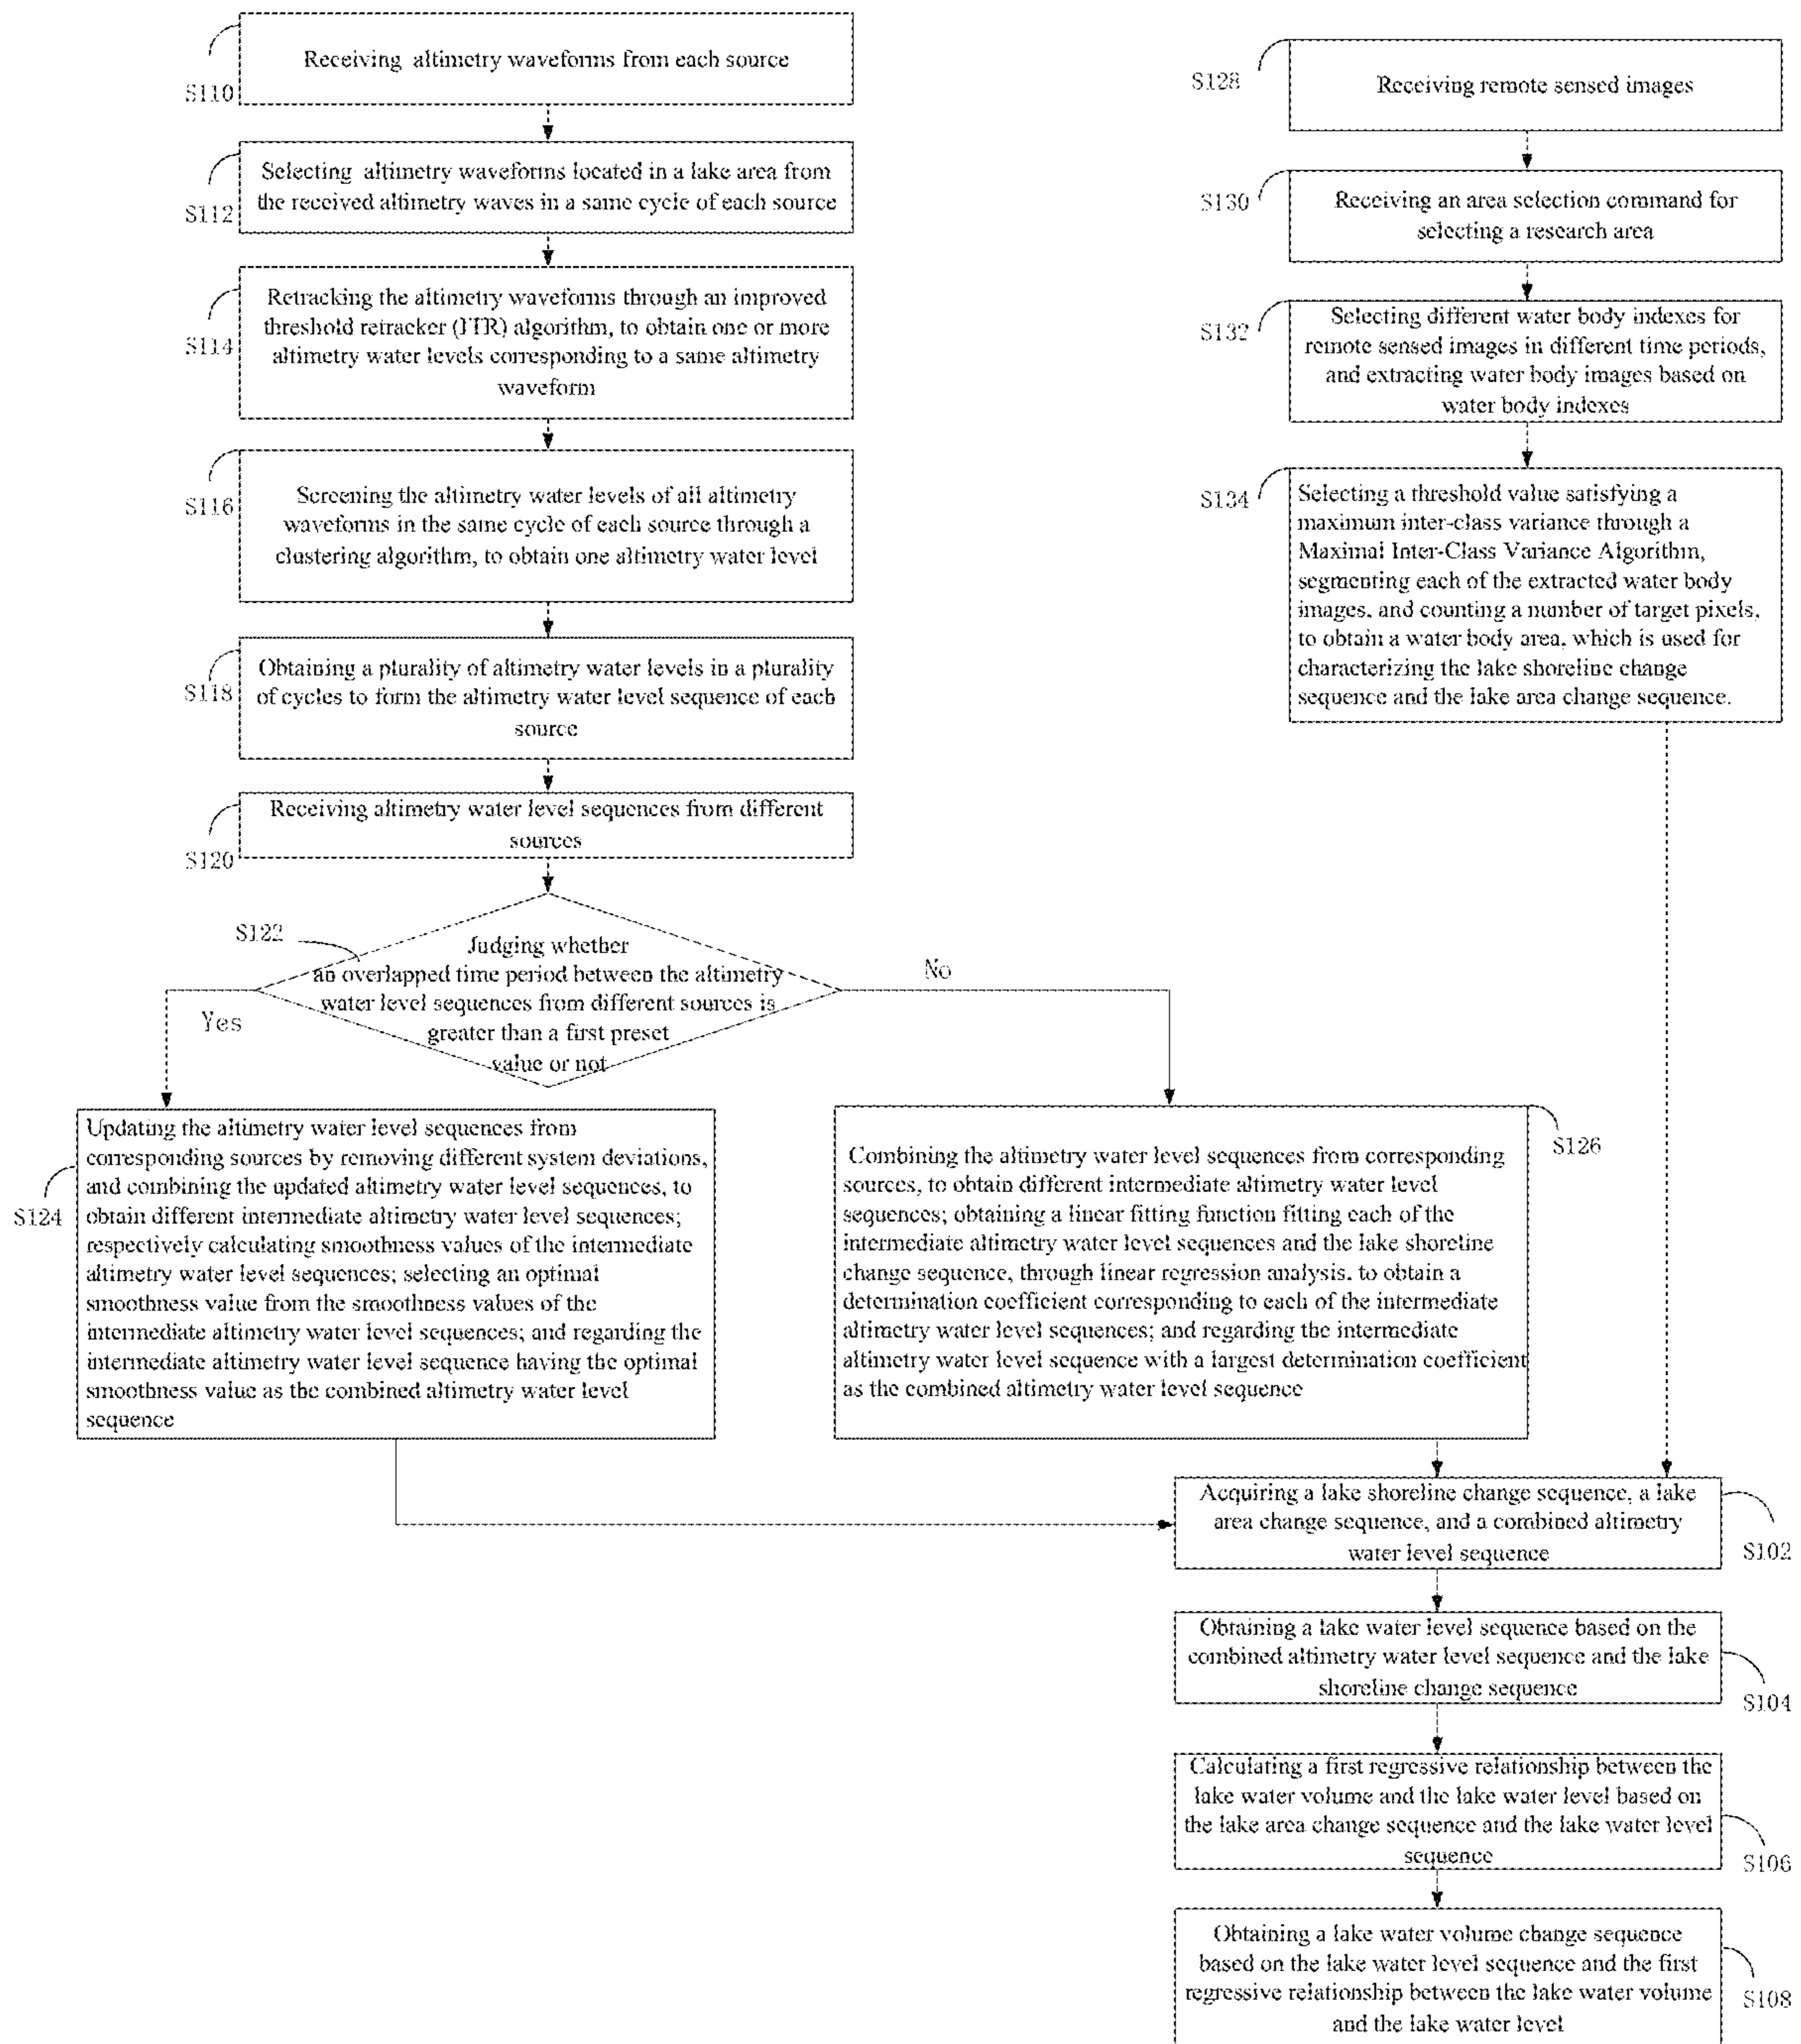 Receiving altimetry waveforms from each source
S110
Selecting altimetry waveforms located in a lake area from
the received altimetry waves in a same cycle of each source
S112
Retracking the altimetry waveforms through an improved
threshold retracker (ITR) algorithm, to obtain one or more
altimetry water levels corresponding to a same altimetry
waveform
S114
Screening the altimetry water levels of all altimetry
waveforms in the same cycle of each source through a
clustering algorithm, to obtain one altimetry water level
S116
Obtaining a plurality of altimetry water levels in a plurality
of cycles to form the altimetry water level sequence of each
source
S118
Receiving altimetry water level sequences from different
sources
S120
S122
Judging whether
an overlapped time period between the altimetry
water level sequences from different sources is
greater than a first preset
value or not
Yes
No
Updating the altimetry water level sequences from
corresponding sources by removing different system deviations,
and combining the updated altimetry water level sequences, to
obtain different intermediate altimetry water level sequences;
respectively calculating smoothness values of the intermediate
altimetry water level sequences; selecting an optimal
smoothness value from the smoothness values of the
intermediate altimetry water level sequences; and regarding the
intermediate altimetry water level sequence having the optimal
smoothness value as the combined altimetry water level
sequence
S124
Combining the altimetry water level sequences from corresponding
sources, to obtain different intermediate altimetry water level
sequences; obtaining a linear fitting function fitting each of the
intermediate altimetry water level sequences and the lake shoreline
change sequence, through linear regression analysis, to obtain a
determination coefficient corresponding to each of the intermediate
altimetry water level sequences; and regarding the intermediate
altimetry water level sequence with a largest determination coefficient
as the combined altimetry water level sequence
S126
S128
Receiving remote sensed images
S130
Receiving an area selection command for
selecting a research area
S132
Selecting different water body indexes for
remote sensed images in different time periods,
and extracting water body images based on
water body indexes
S134
Selecting a threshold value satisfying a
maximum inter-class variance through a
Maximal Inter-Class Variance Algorithm,
segmenting each of the extracted water body
images, and counting a number of target pixels,
to obtain a water body area, which is used for
characterizing the lake shoreline change
sequence and the lake area change sequence.
Acquiring a lake shoreline change sequence, a lake
area change sequence, and a combined altimetry
water level sequence
S102
Obtaining a lake water level sequence based on the
combined altimetry water level sequence and the lake
shoreline change sequence
S104
Calculating a first regressive relationship between the
lake water volume and the lake water level based on
the lake area change sequence and the lake water level
sequence
S106
Obtaining a lake water volume change sequence
based on the lake water level sequence and the first
regressive relationship between the lake water volume
and the lake water level
S108